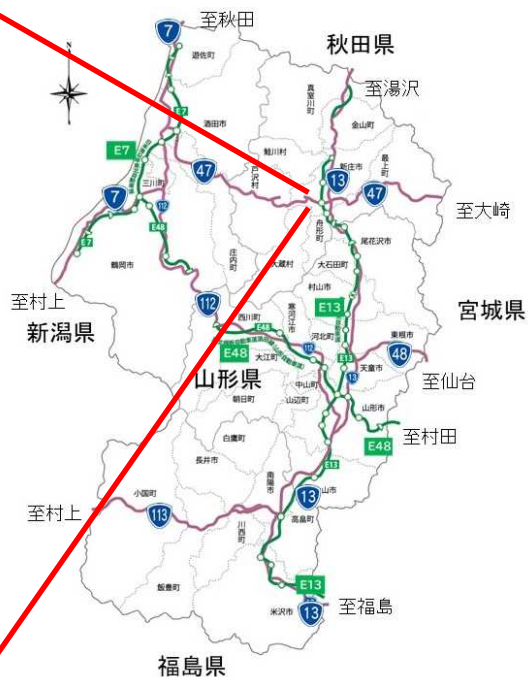 至秋田
7
秋田県
N
遊佐町
至湯沢
真室川町
酒田市
E7
金山町
鮭川村
E7
新庄市
最上町
47
戸沢村
13
47
三川町
7
112
舟形町
至大崎
E48
庄内町
尾花沢市
E7
鶴岡市
大蔵村
大石田町
村山市
至村上
112
西川町
寒河江市
E13
宮城県
新潟県
E48
112
河北町
東根市
E48
大江町
E13
48
山形県
13
天童市
中山町
至仙台
朝日町
山辺町
山形市
至村田
白鷹町
E48
長井市
E13
南陽市
小国町
山市
13
至村上
113
高畠町
川西町
飯豊町
E13
米沢市
13
至福島
福島県